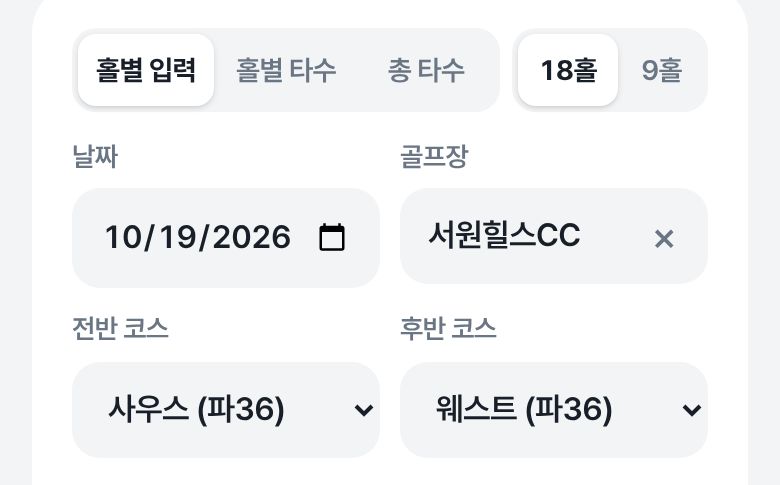 홀별 입력 홀별 타수 총 타수 18홀 9홀
날짜 골프장
10/19/2026 서원힐스CC ×
전반 코스 후반 코스
사우스 (파36) 웨스트 (파36)